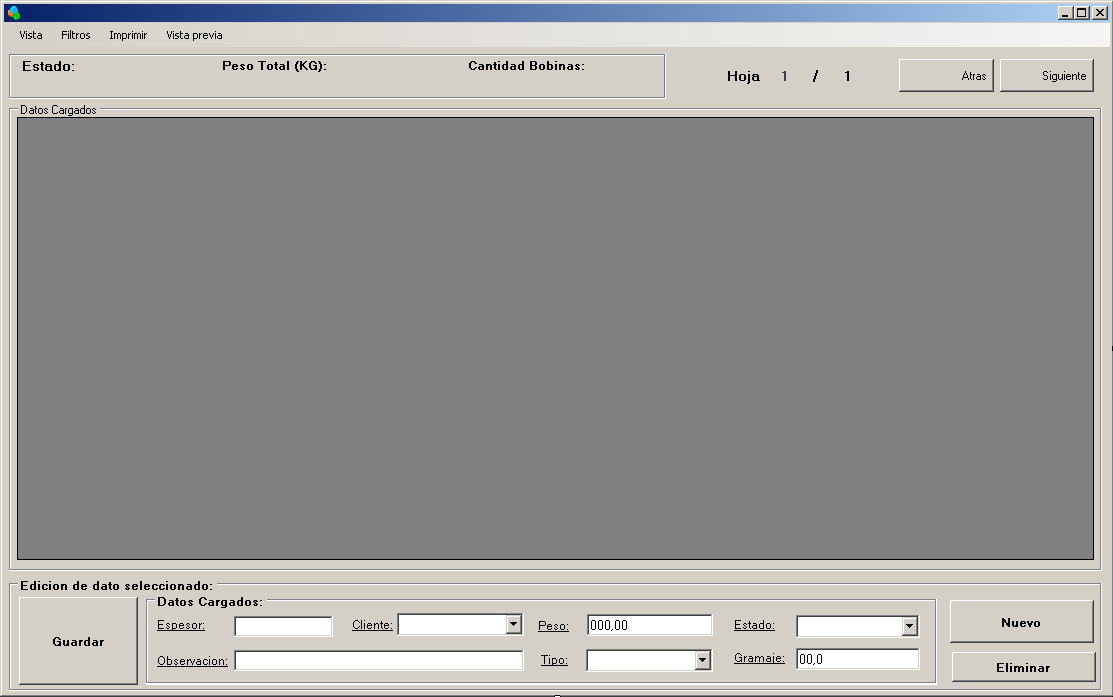 Vista Filtros Imprimir Vista previa
Estado: Peso Total (KG): Cantidad Bobinas: Hoja 1 / 1 Atras Siguiente
Datos Cargados
Edicion de dato seleccionado:
Guardar
Datos Cargados:
Espesor: Cliente: Peso: 000,00 Estado:
Observacion: Tipo: Gramaje: 00,0
Nuevo
Eliminar